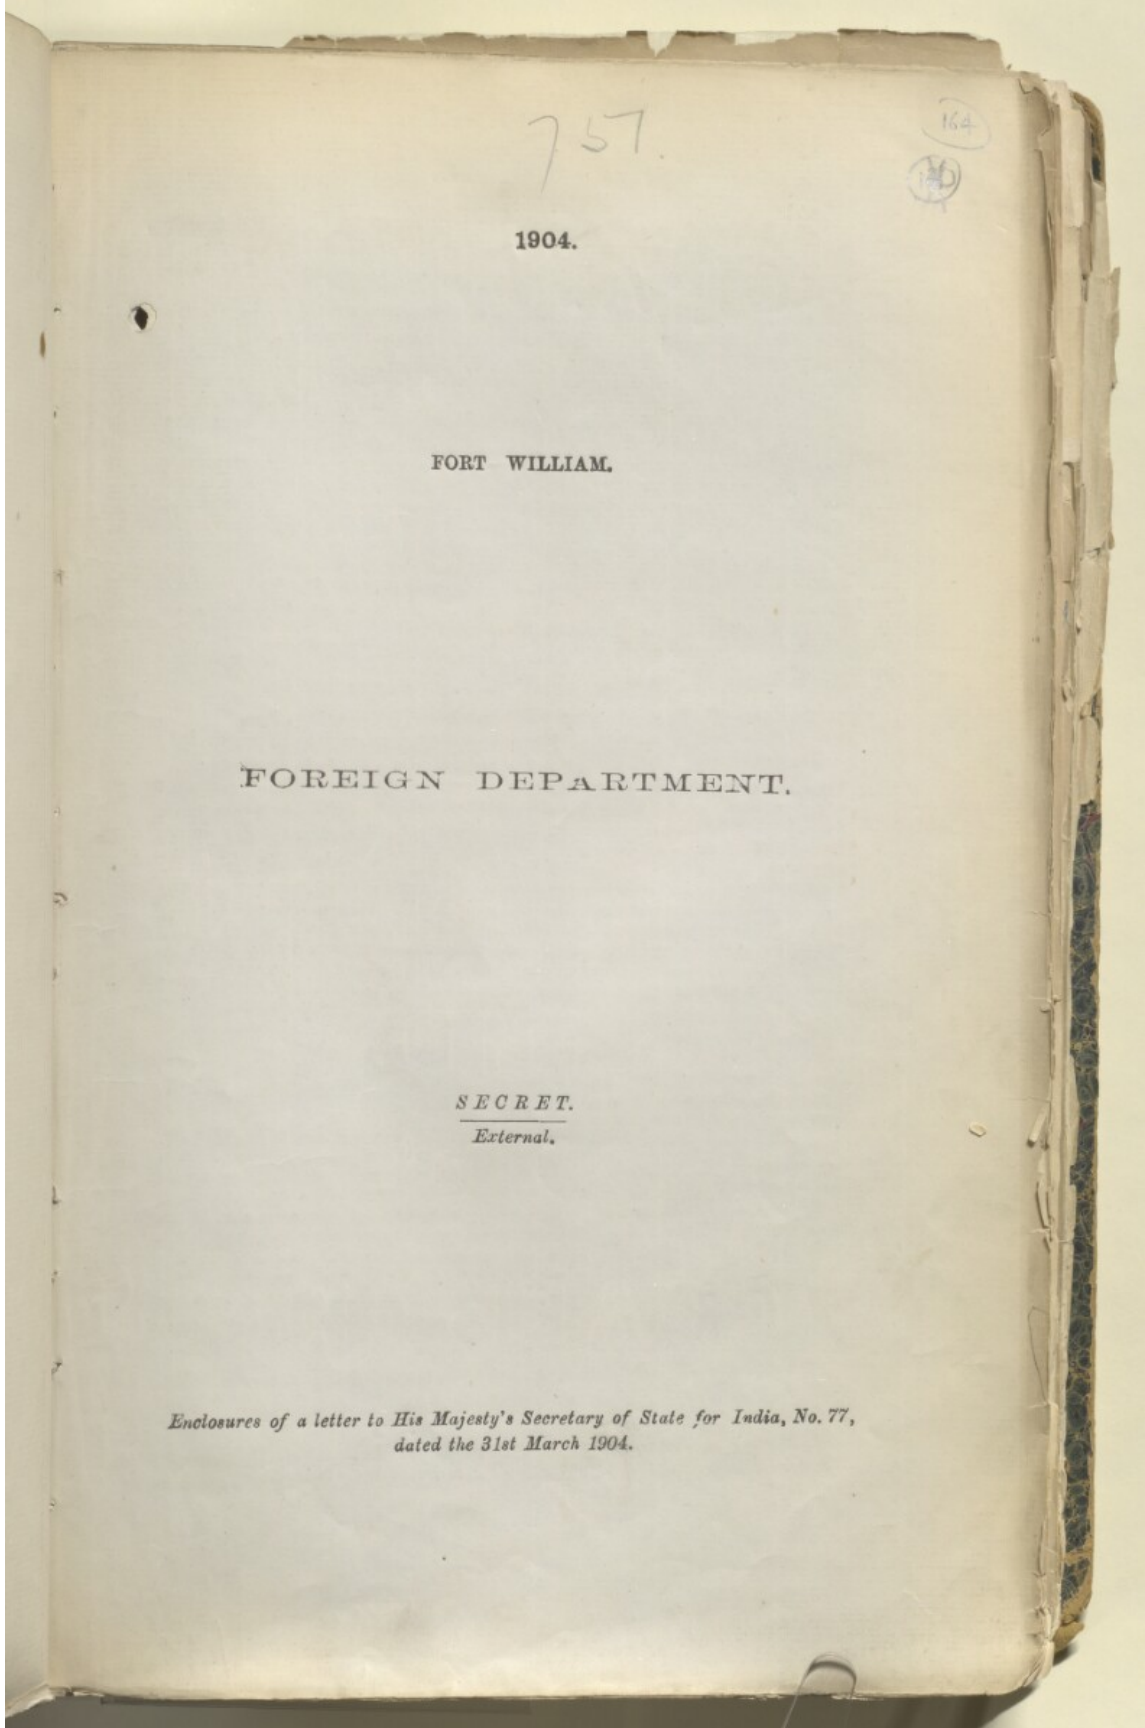 757.
164
1904.
FORT WILLIAM.
FOREIGN DEPARTMENT.
SECRET.
External.
Enclosures of a letter to His Majesty's Secretary of State for India, No. 77,
dated the 31st March 1904.